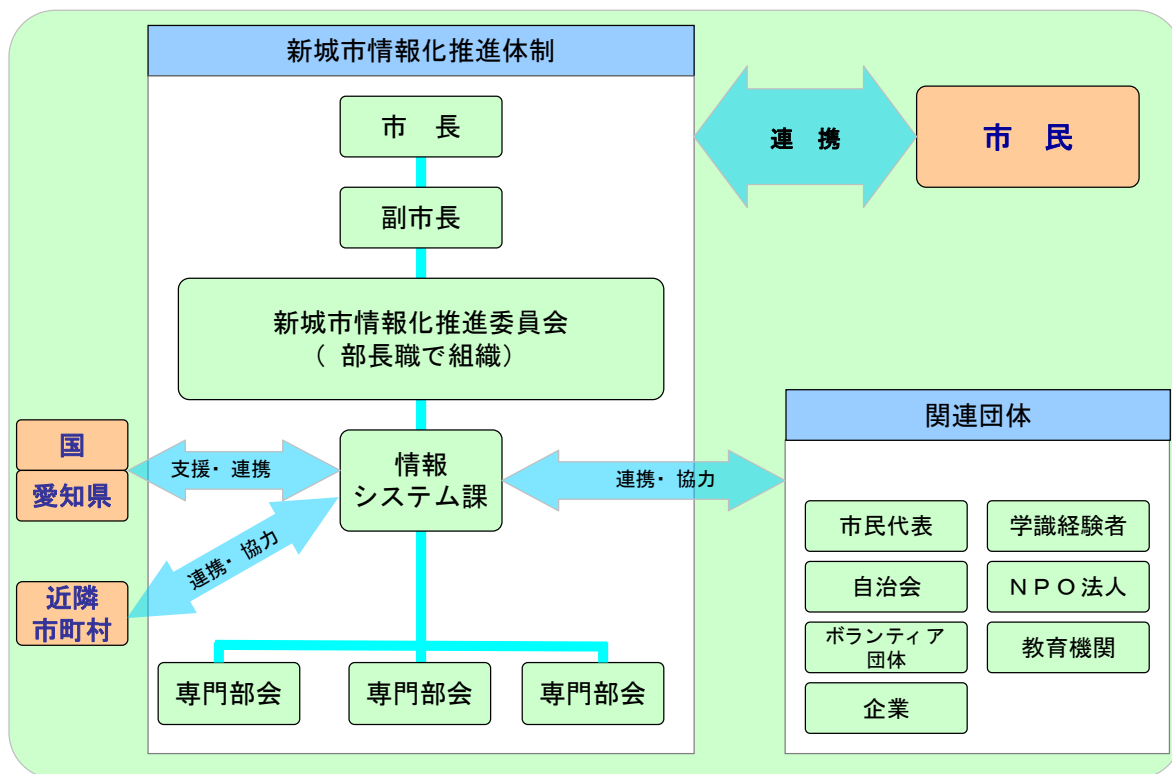 新城市情報化推進体制
市　長
副市長
新城市情報化推進委員会
（ 部長職で組織）
情報
システム課
専門部会
専門部会
専門部会
連　携
市　民
国
愛知県
支援・ 連携
近隣
市町村
連携・ 協力
連携・ 協力
関連団体
市民代表
学識経験者
自治会
ＮＰＯ法人
ボランティア
団体
教育機関
企業